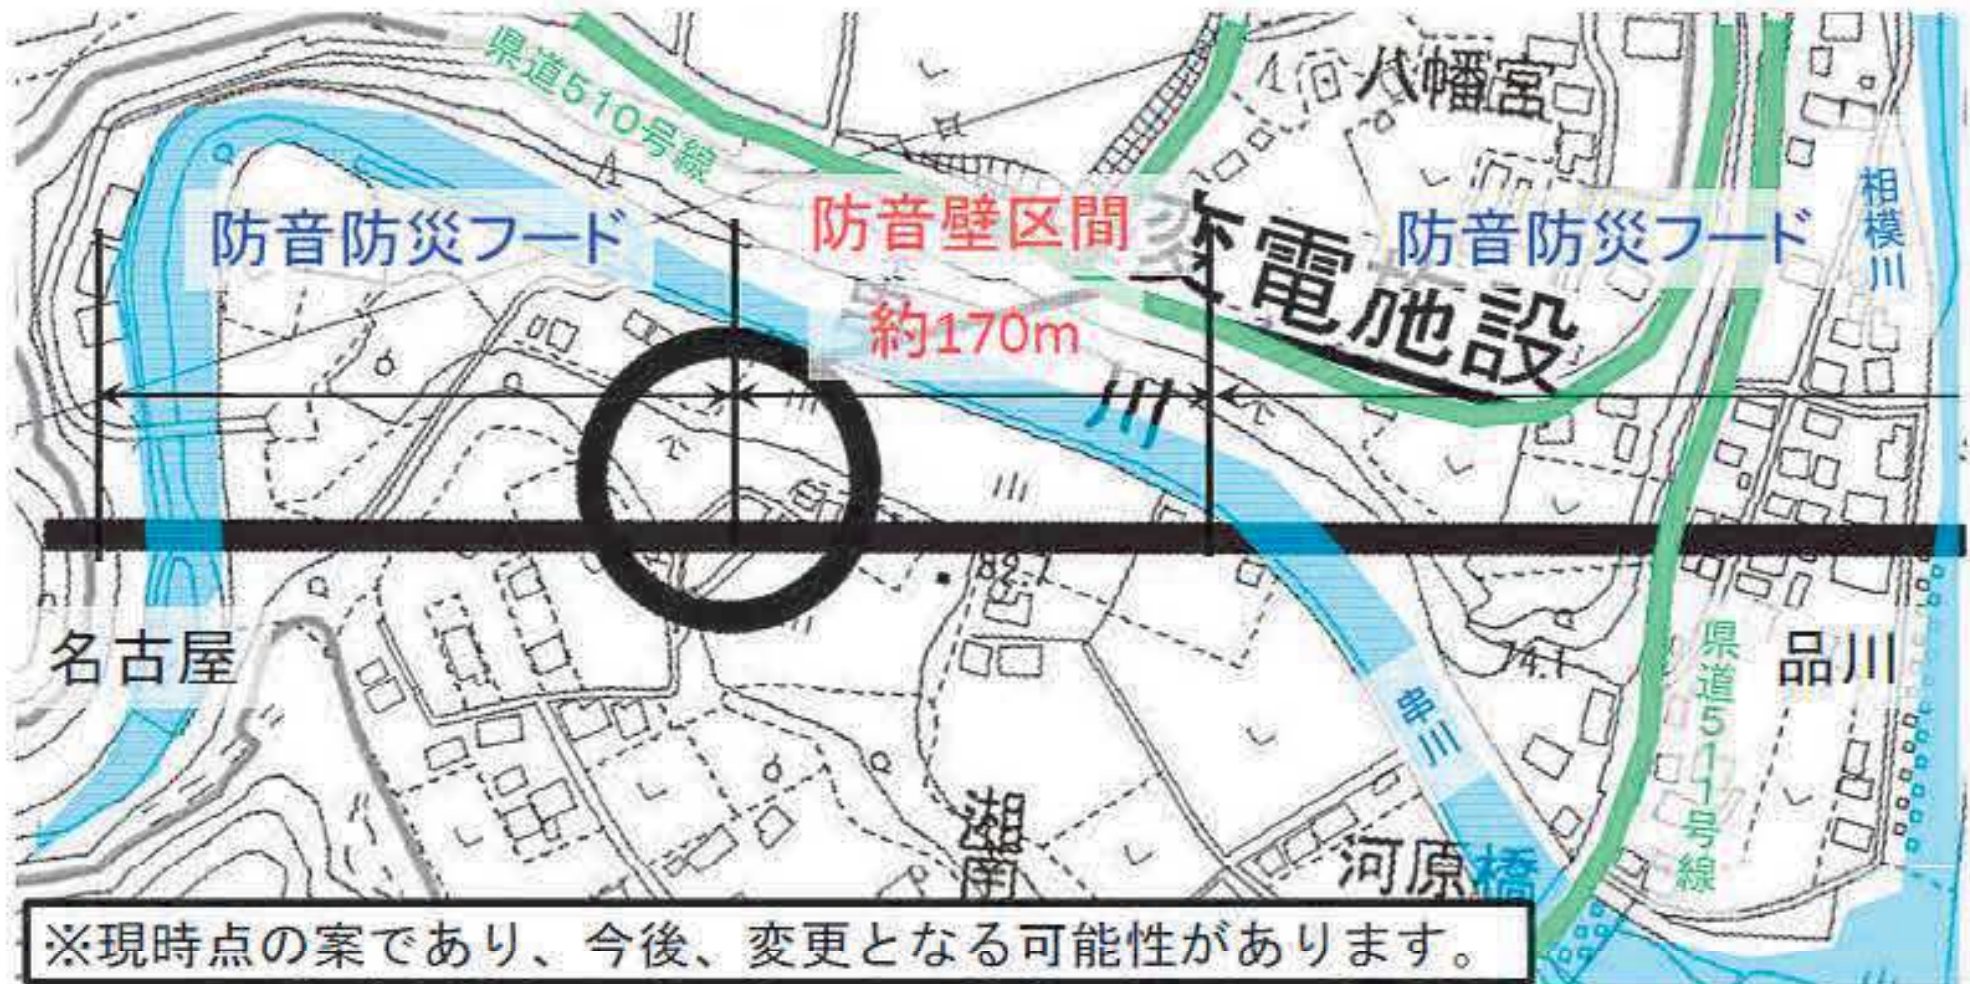 県道510号線
八幡宮
相模川
防音防災フード
防音壁区間
約170m
変電施設
防音防災フード
川
名古屋
品川
74.1
串川
県道511号線
湘南
河原橋
※現時点の案であり、今後、変更となる可能性があります。